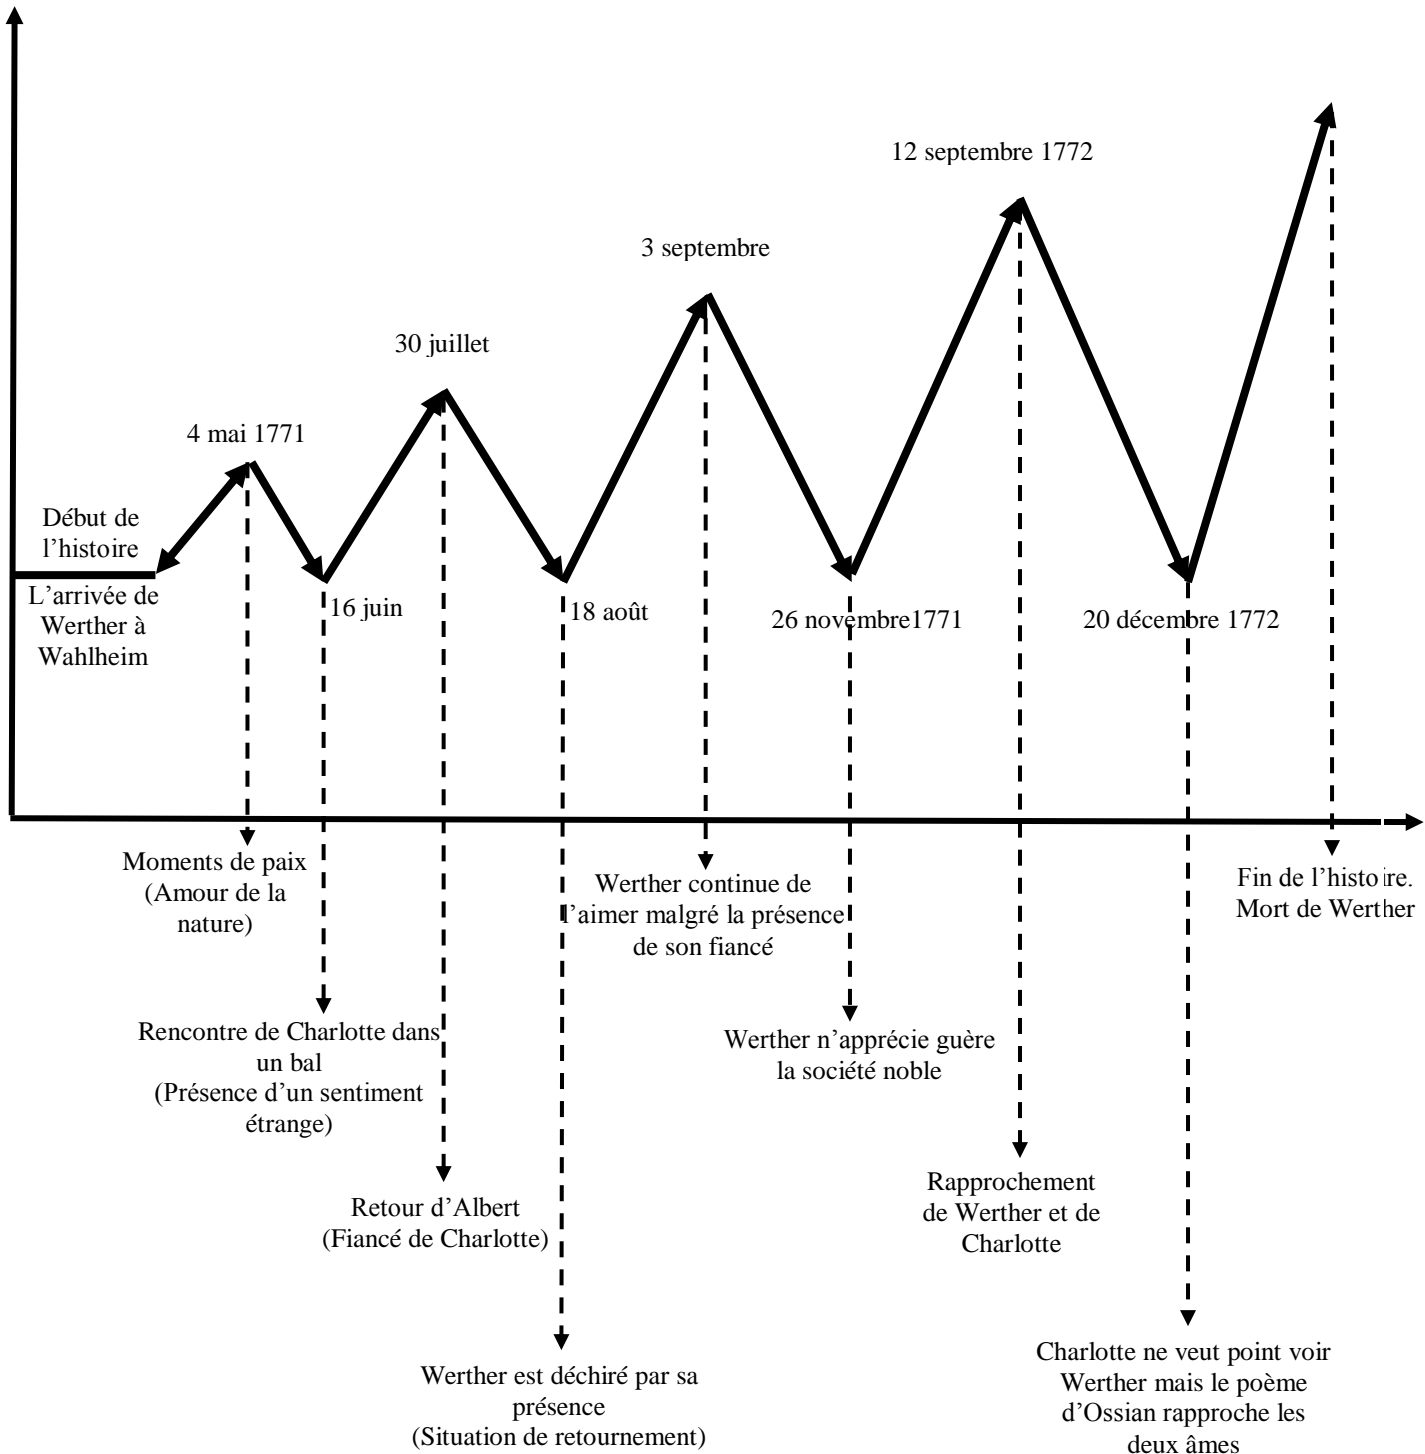 12 septembre 1772
3 septembre
30 juillet
4 mai 1771
Début de
l’histoire
L’arrivée de
Werther à
Wahlheim
16 juin
18 août
26 novembre1771
20 décembre 1772
Moments de paix
(Amour de la
nature)
Werther continue de
l’aimer malgré la présence
de son fiancé
Fin de l’histoire.
Mort de Werther
Rencontre de Charlotte dans
un bal
(Présence d’un sentiment
étrange)
Werther n’apprécie guère
la société noble
Retour d’Albert
(Fiancé de Charlotte)
Rapprochement
de Werther et de
Charlotte
Werther est déchiré par sa
présence
(Situation de retournement)
Charlotte ne veut point voir
Werther mais le poème
d’Ossian rapproche les
deux âmes